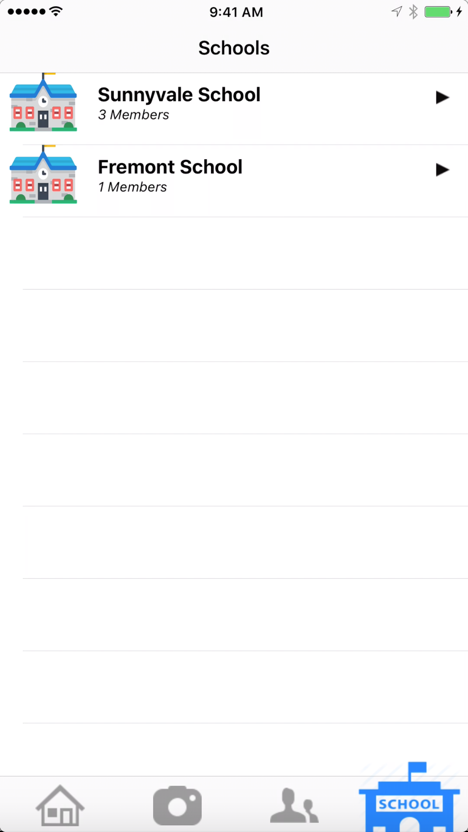 9:41 AM
Schools
Sunnyvale School
3 Members
Fremont School
1 Members
SCHOOL